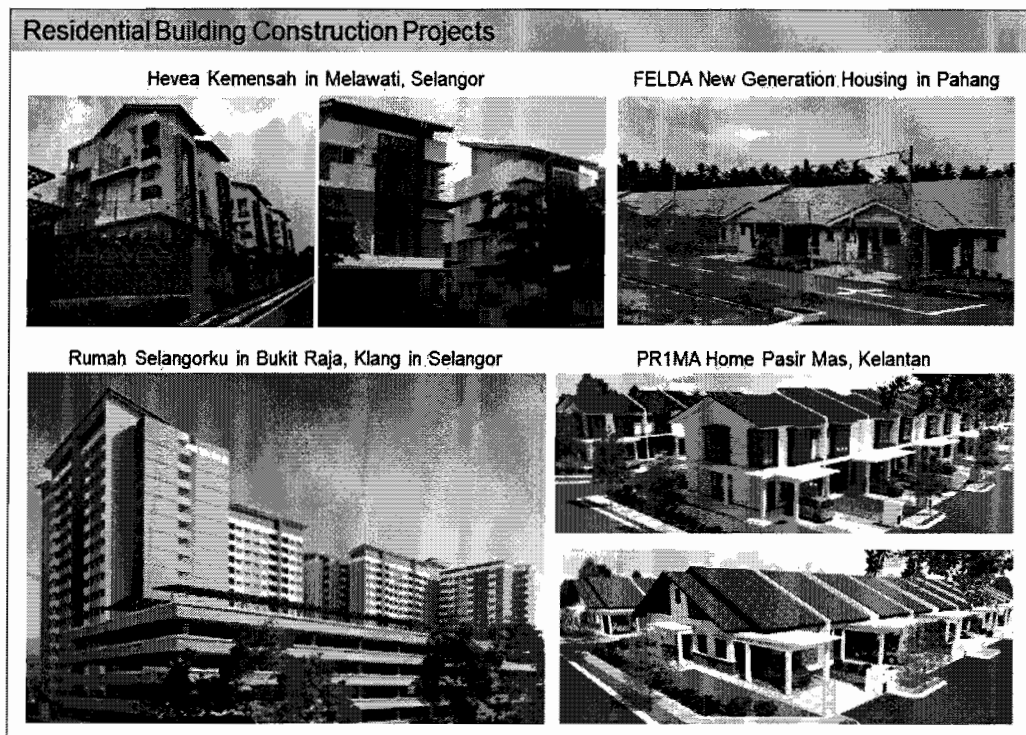 Residential Building Construction Projects
Hevea Kemensah in Melawati, Selangor
FELDA New Generation Housing in Pahang
Hevea
Rumah Selangorku in Bukit Raja, Klang in Selangor
PR1MA Home Pasir Mas, Kelantan